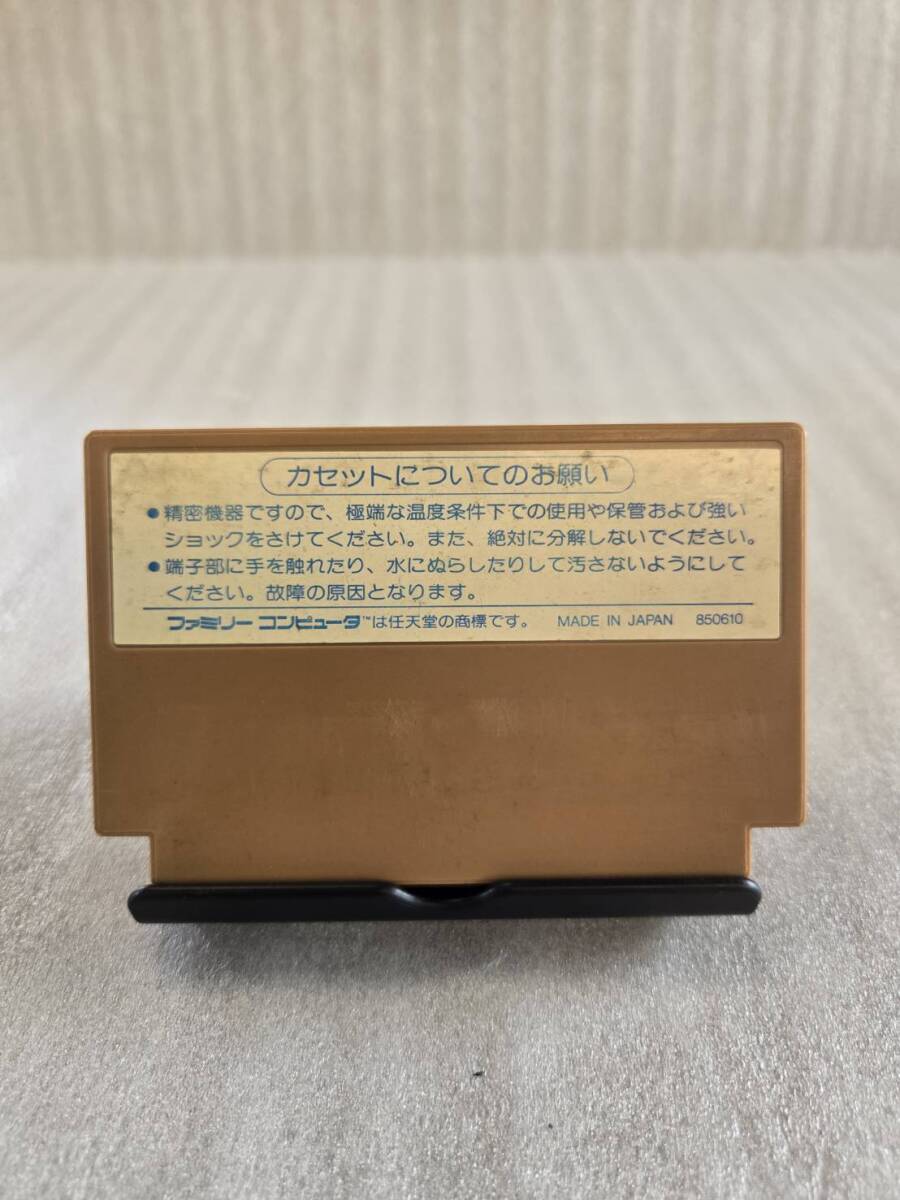 カセットについてのお願い
●精密機器ですので、極端な温度条件下での使用や保管および強い
ショックをさけてください。また、絶対に分解しないでください。
●端子部に手を触れたり、水にぬらしたりして汚さないようにして
ください。故障の原因となります。
ファミリー コンピュータ™は任天堂の商標です。 MADE IN JAPAN 850610